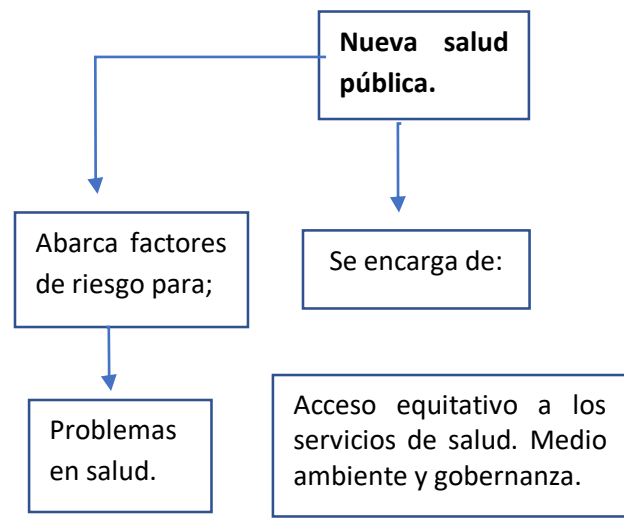 Nueva salud
pública.
Abarca factores
de riesgo para;
Se encarga de:
Problemas
en salud.
Acceso equitativo a los
servicios de salud. Medio
ambiente y gobernanza.